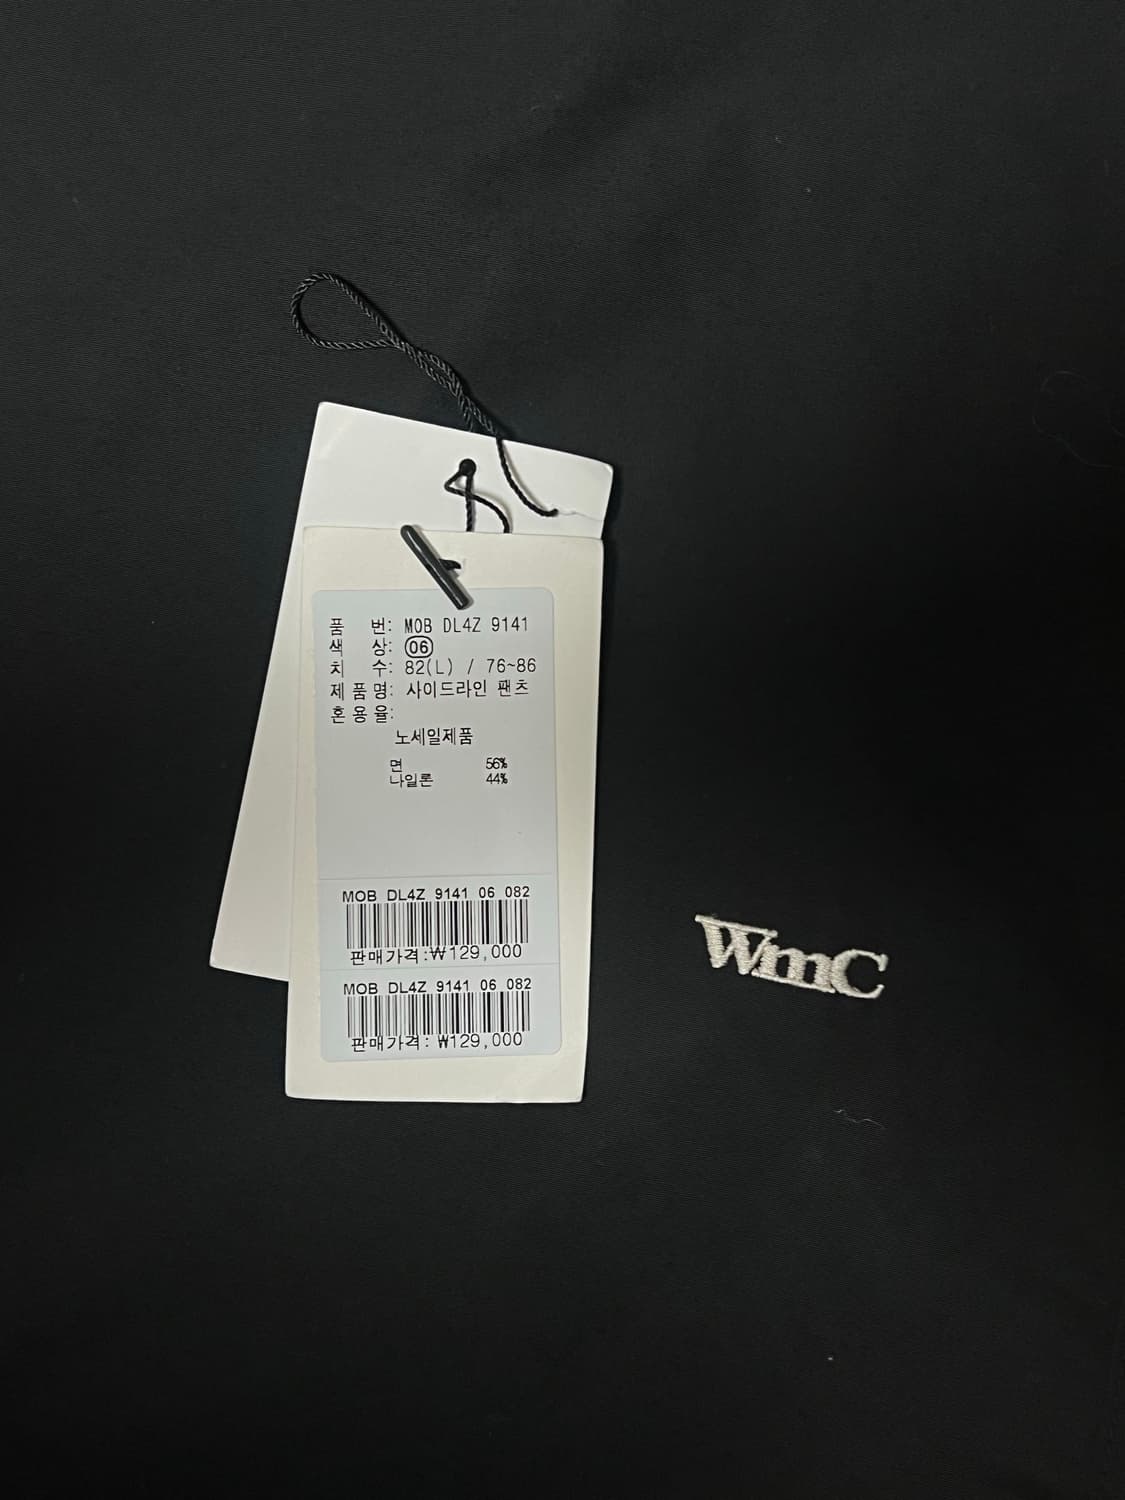 품 번: MOB DL4Z 9141
색 상: 06
치 수: 82(L) / 76~86
제 품 명: 사이드라인 팬츠
혼 용 율:
노세일제품
면 56%
나일론 44%
MOB DL4Z 9141 06 082
판매가격:₩129,000
MOB DL4Z 9141 06 082
판매가격: ₩129,000
WmC